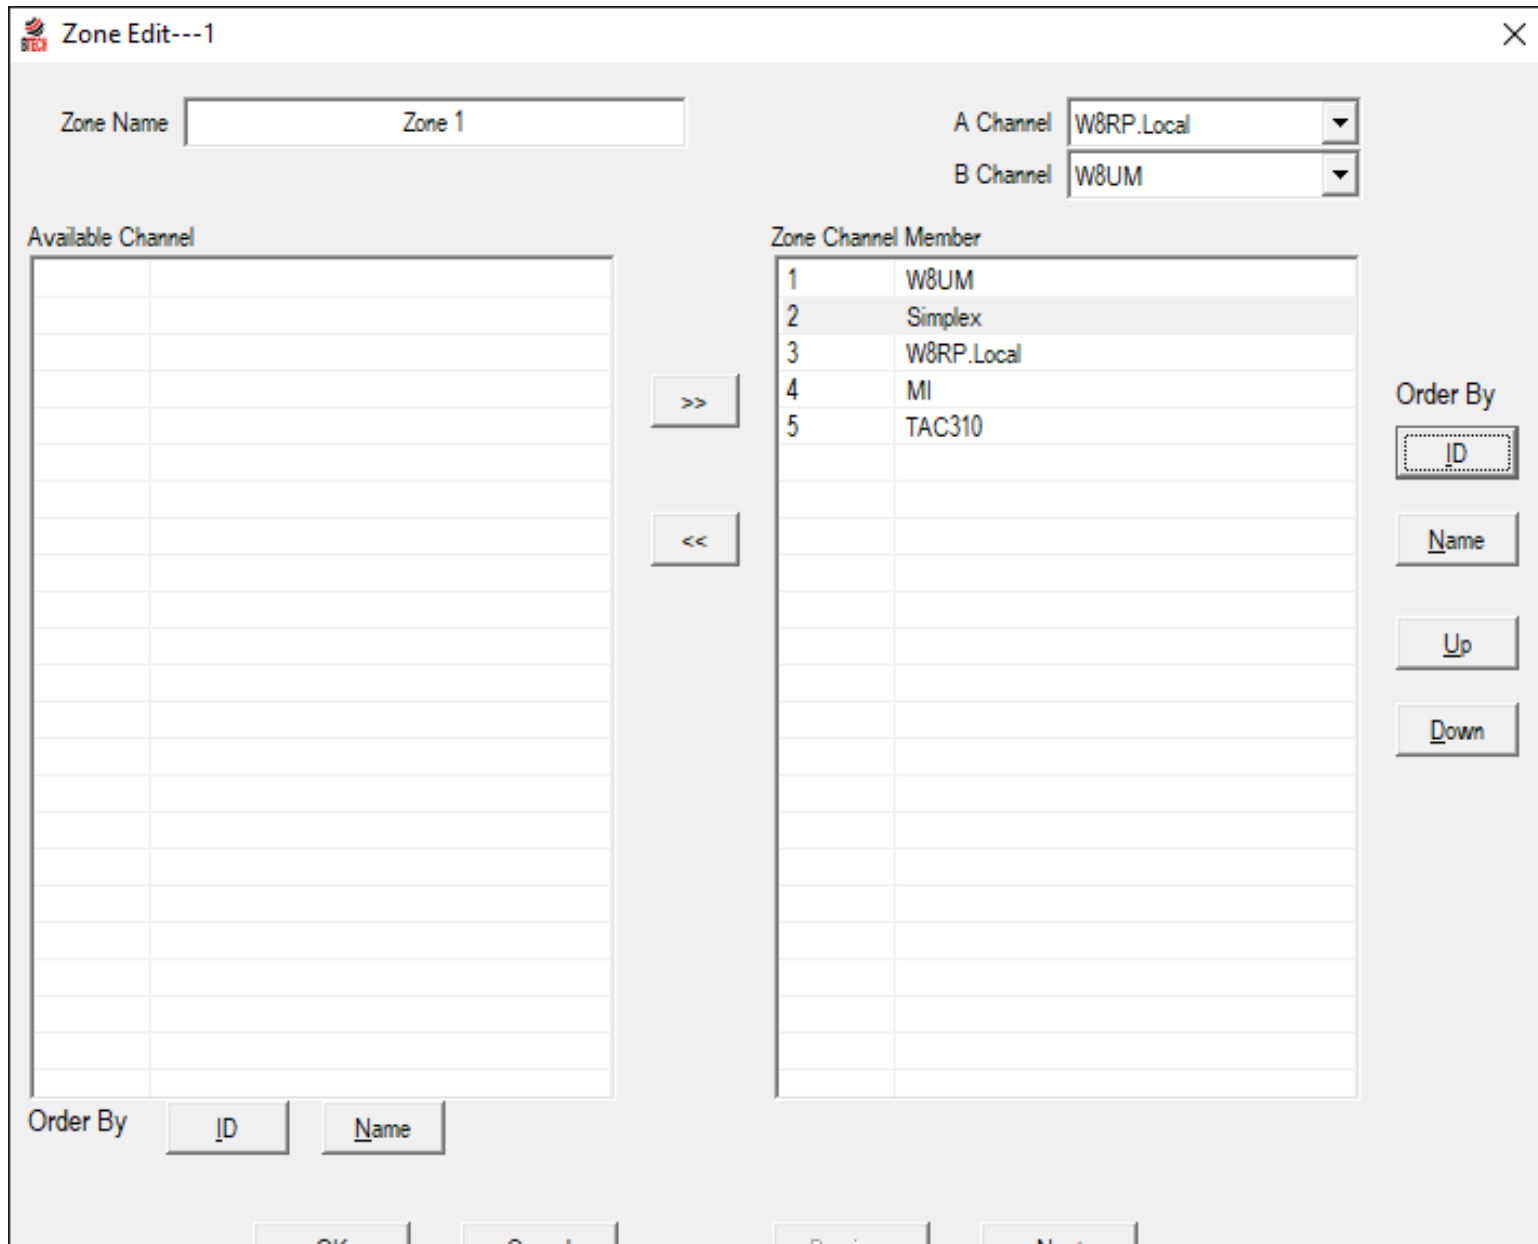 BTECH Zone Edit---1
Zone Name Zone 1
A Channel W8RP.Local
B Channel W8UM
Available Channel
Zone Channel Member
1 W8UM
2 Simplex
3 W8RP.Local
4 MI
5 TAC310
>>
<<
Order By
ID
Name
Up
Down
Order By ID Name